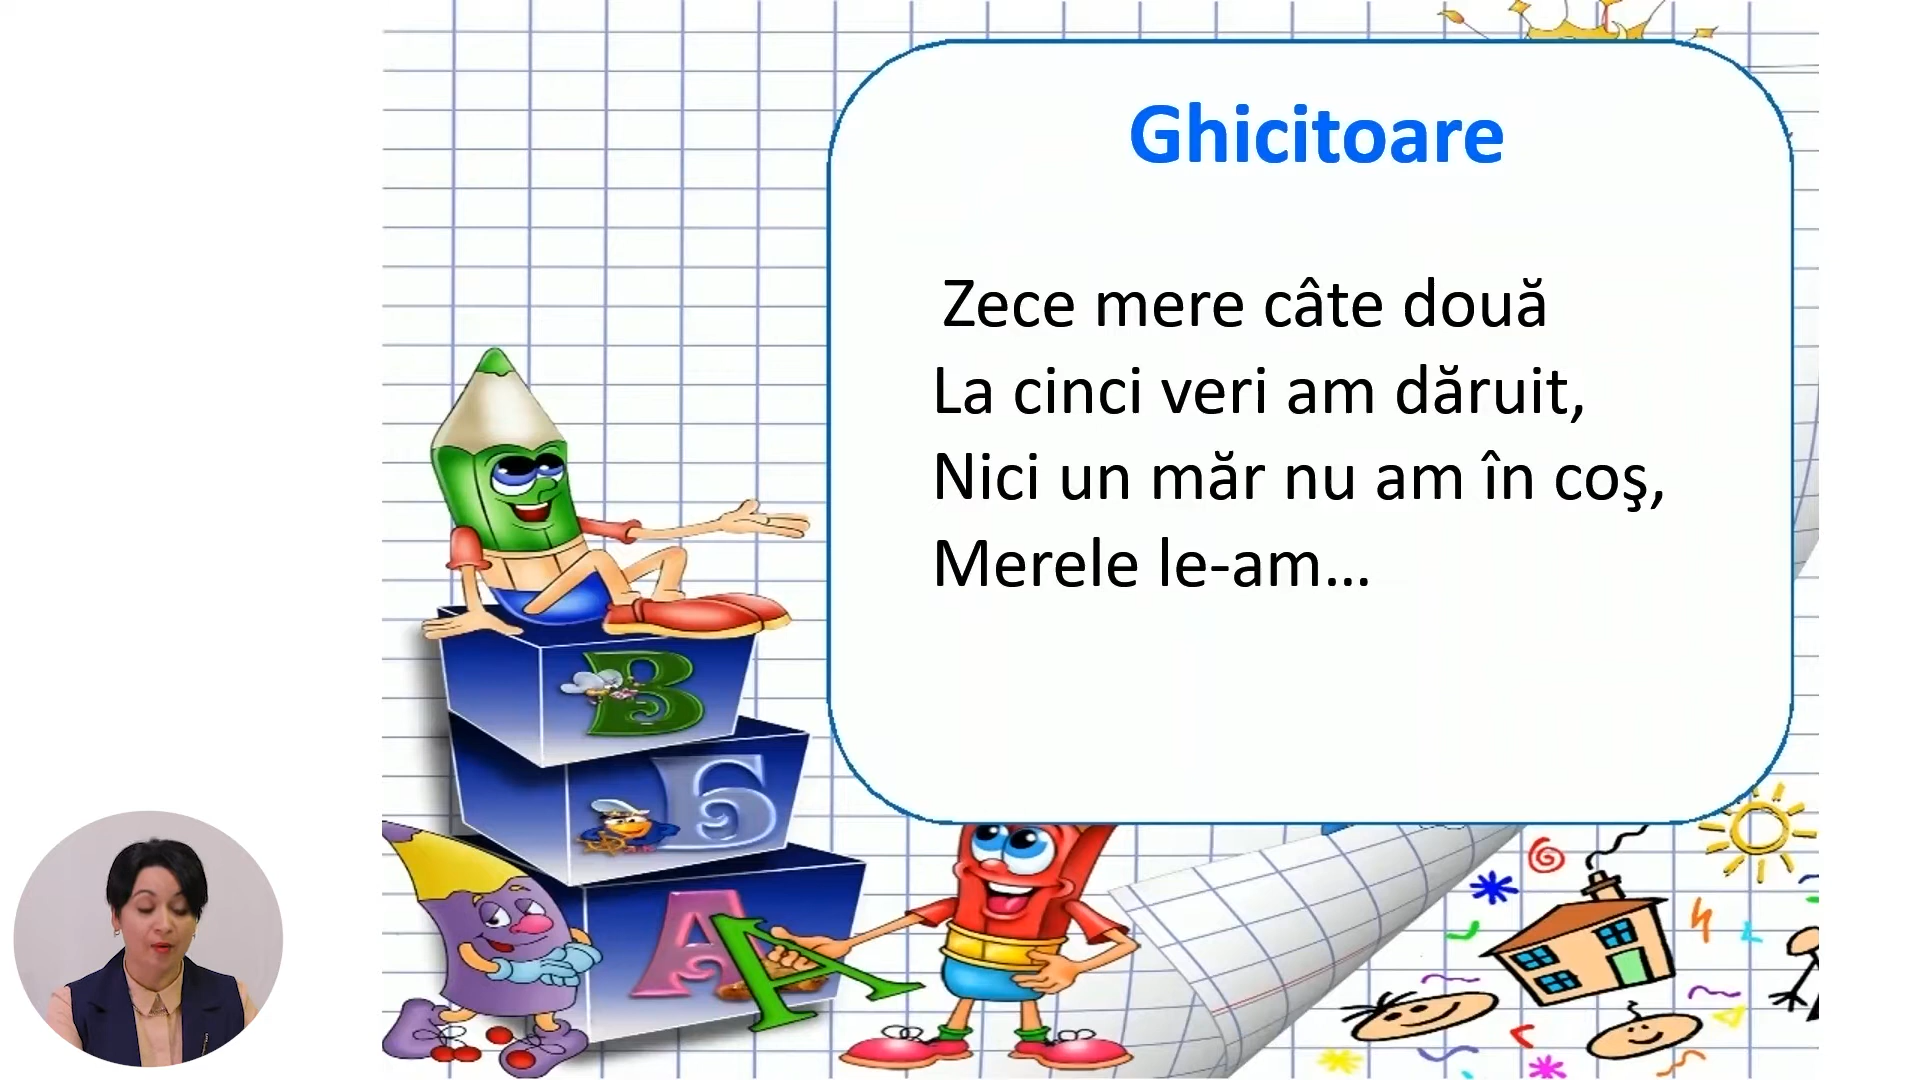 Ghicitoare
Zece mere câte două
La cinci veri am dăruit,
Nici un măr nu am în coş,
Merele le-am…
В
Б
А
А